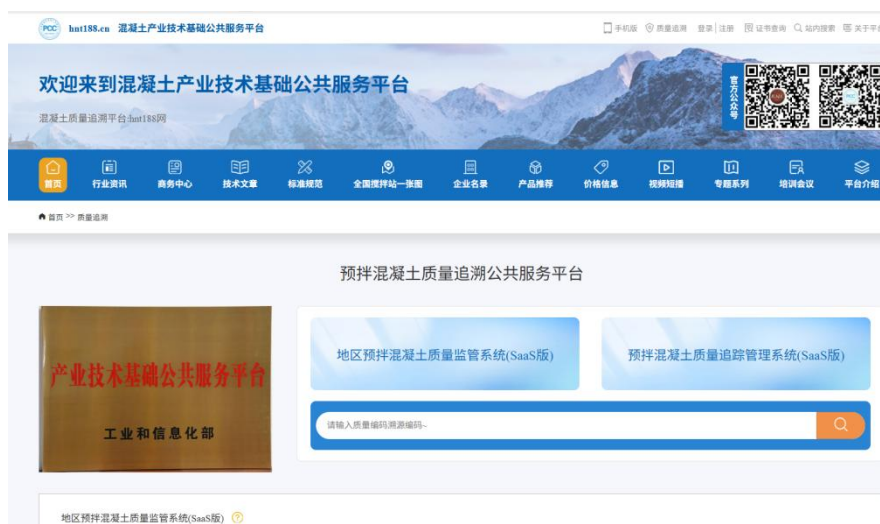 PCC hnt188.cn 混凝土产业技术基础公共服务平台 手机版 质量追溯 登录 注册 证书查询 站内搜索 关于平
欢迎来到混凝土产业技术基础公共服务平台
混凝土质量追溯平台:hnt188网
官方公众号
首页 行业资讯 商务中心 技术文章 标准规范 全国搅拌站一张图 企业名录 产品推荐 价格信息 视频短播 专题系列 培训会议 平台介绍
首页 >> 质量追溯
预拌混凝土质量追溯公共服务平台
产业技术基础公共服务平台
工业和信息化部
地区预拌混凝土质量监管系统(SaaS版) 预拌混凝土质量追踪管理系统(SaaS版)
请输入质量编码溯源编码~
地区预拌混凝土质量监管系统(SaaS版) ?